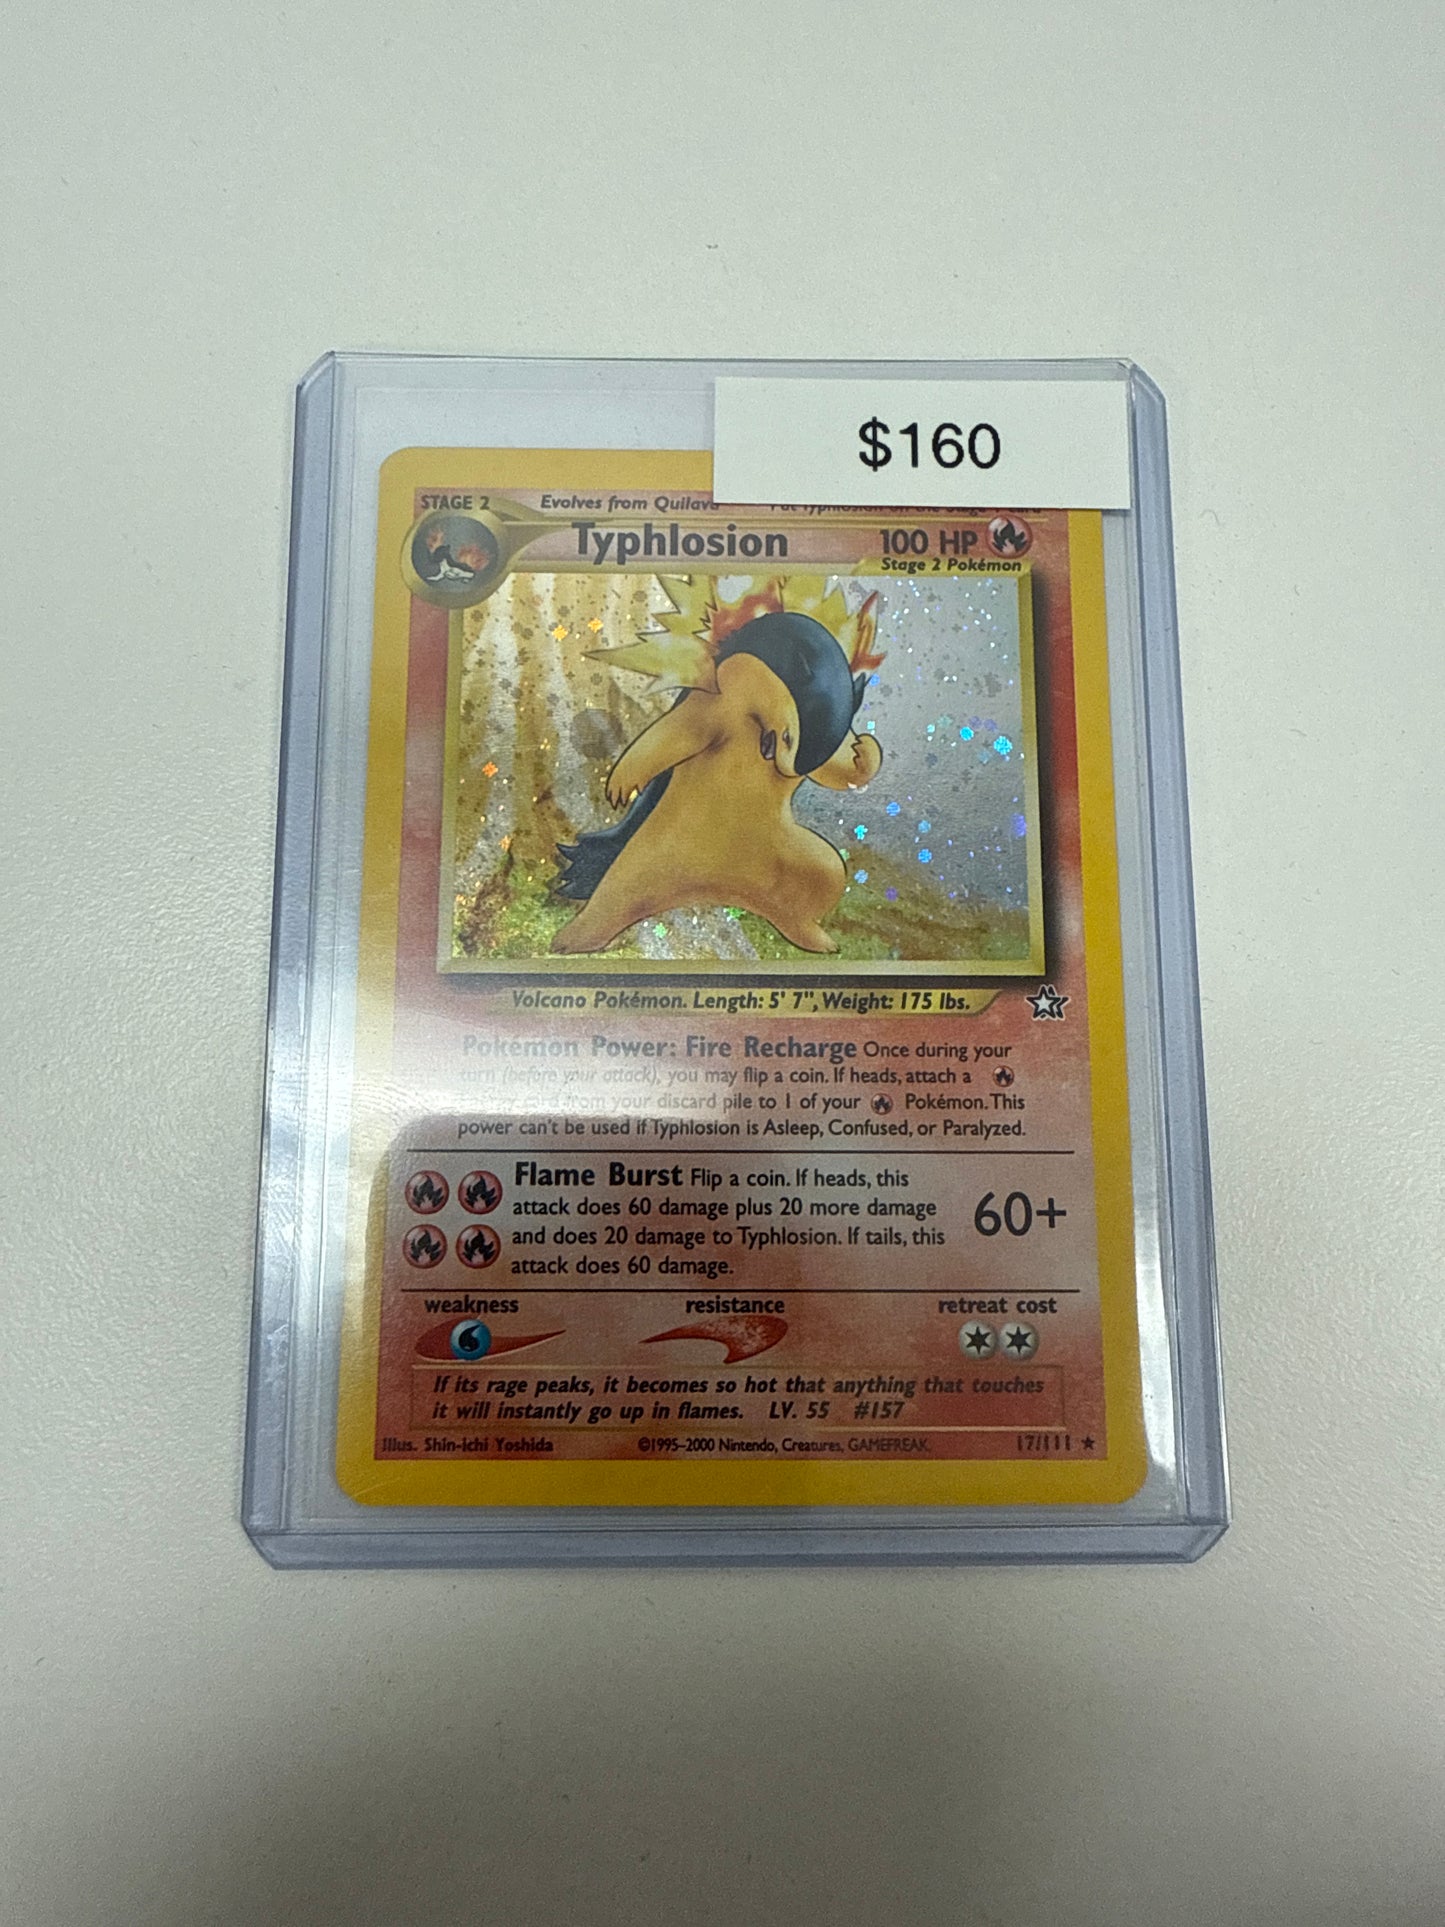 $160
STAGE 2 Evolves from Quilava
Typhlosion 100 HP
Stage 2 Pokémon
Volcano Pokémon. Length: 5' 7", Weight: 175 lbs.
Pokémon Power: Fire Recharge Once during your
turn (before your attack), you may flip a coin. If heads, attach a
card from your discard pile to 1 of your Pokémon. This
power can't be used if Typhlosion is Asleep, Confused, or Paralyzed.
Flame Burst Flip a coin. If heads, this
attack does 60 damage plus 20 more damage
and does 20 damage to Typhlosion. If tails, this
attack does 60 damage.
60+
weakness resistance retreat cost
If its rage peaks, it becomes so hot that anything that touches
it will instantly go up in flames. LV. 55 #157
Illus. Shin-ichi Yoshida ©1995–2000 Nintendo, Creatures, GAMEFREAK. 17/111